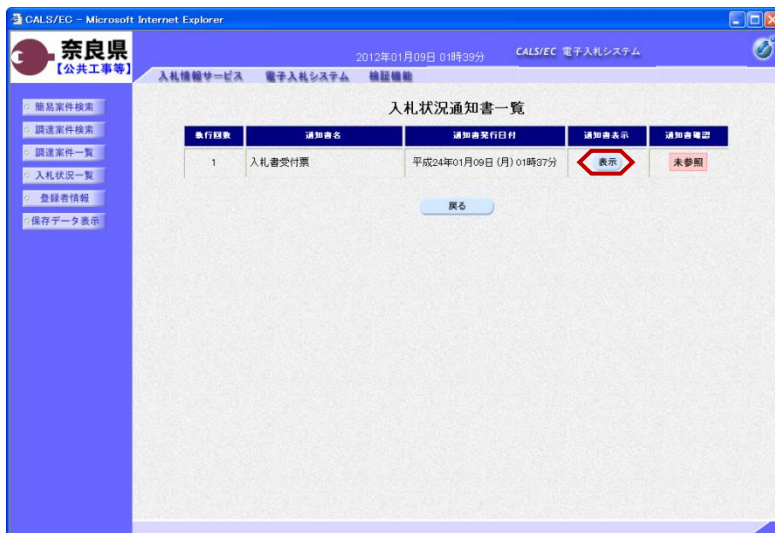 CALS/EC - Microsoft Internet Explorer
奈良県
【公共工事等】
2012年01月09日 01時39分
CALS/EC 電子入札システム
入札情報サービス
電子入札システム
検証機能
簡易案件検索
調達案件検索
調達案件一覧
入札状況一覧
登録者情報
保存データ表示
入札状況通知書一覧
執行回数
通知書名
通知書発行日付
通知書表示
通知書確認
1
入札書受付票
平成24年01月09日 (月) 01時37分
表示
未参照
戻る